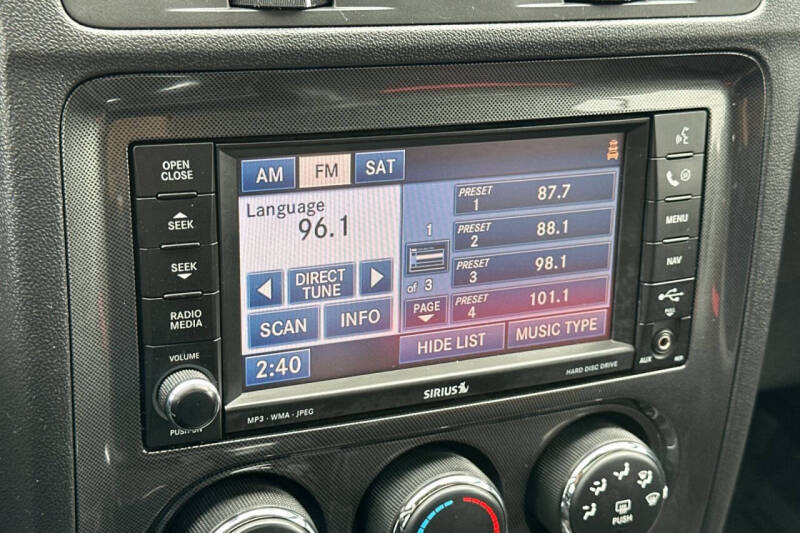 OPEN
CLOSE
SEEK
SEEK
RADIO
MEDIA
VOLUME
PUSH ON
AM FM SAT
Language
96.1
DIRECT
TUNE
SCAN INFO
2:40
1
of 3
PAGE
PRESET
1 87.7
PRESET
2 88.1
PRESET
3 98.1
PRESET
4 101.1
HIDE LIST MUSIC TYPE
SIRIUS
HARD DISC DRIVE
MP3 · WMA · JPEG
MENU
NAV
AUX
PUSH